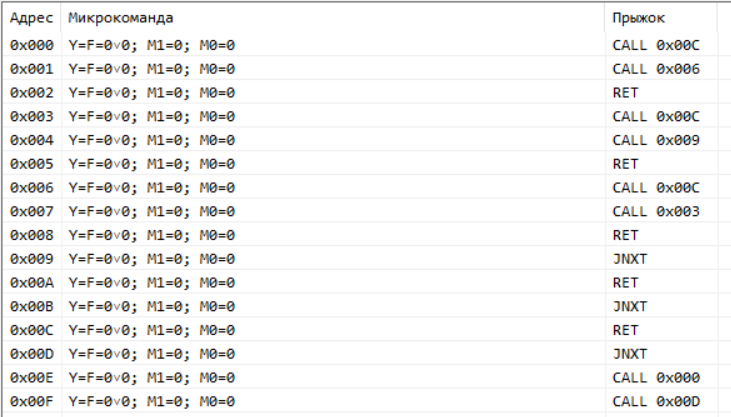 Адрес Микрокоманда Прыжок
0x000 Y=F=0∨0; M1=0; M0=0 CALL 0x00C
0x001 Y=F=0∨0; M1=0; M0=0 CALL 0x006
0x002 Y=F=0∨0; M1=0; M0=0 RET
0x003 Y=F=0∨0; M1=0; M0=0 CALL 0x00C
0x004 Y=F=0∨0; M1=0; M0=0 CALL 0x009
0x005 Y=F=0∨0; M1=0; M0=0 RET
0x006 Y=F=0∨0; M1=0; M0=0 CALL 0x00C
0x007 Y=F=0∨0; M1=0; M0=0 CALL 0x003
0x008 Y=F=0∨0; M1=0; M0=0 RET
0x009 Y=F=0∨0; M1=0; M0=0 JNXT
0x00A Y=F=0∨0; M1=0; M0=0 RET
0x00B Y=F=0∨0; M1=0; M0=0 JNXT
0x00C Y=F=0∨0; M1=0; M0=0 RET
0x00D Y=F=0∨0; M1=0; M0=0 JNXT
0x00E Y=F=0∨0; M1=0; M0=0 CALL 0x000
0x00F Y=F=0∨0; M1=0; M0=0 CALL 0x00D